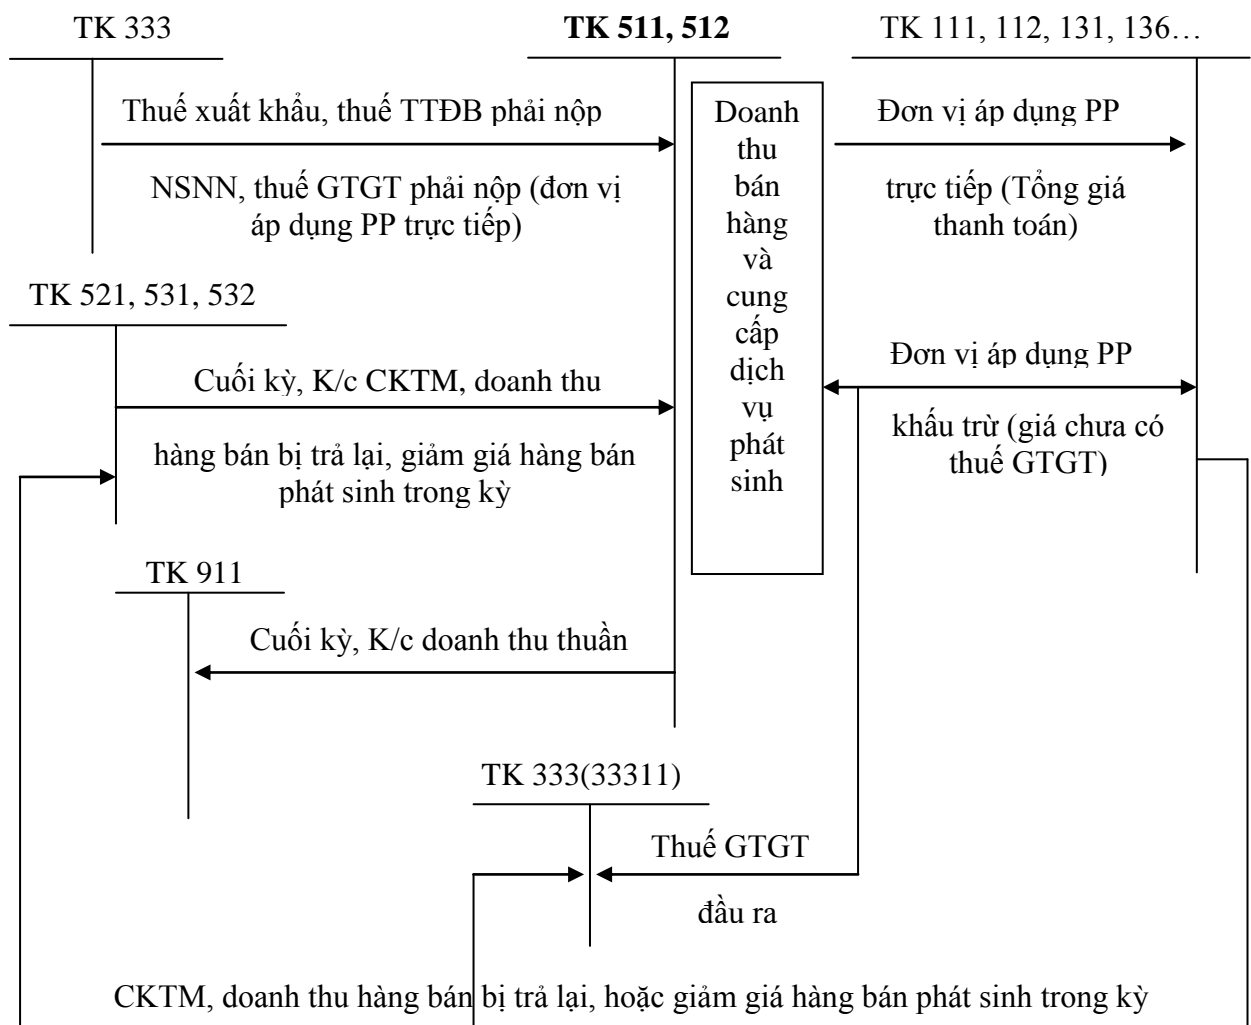 TK 333
TK 511, 512
TK 111, 112, 131, 136…
Thuế xuất khẩu, thuế TTĐB phải nộp
NSNN, thuế GTGT phải nộp (đơn vị
áp dụng PP trực tiếp)
Doanh
thu
bán
hàng
và
cung
cấp
dịch
vụ
phát
sinh
Đơn vị áp dụng PP
trực tiếp (Tổng giá
thanh toán)
TK 521, 531, 532
Cuối kỳ, K/c CKTM, doanh thu
hàng bán bị trả lại, giảm giá hàng bán
phát sinh trong kỳ
Đơn vị áp dụng PP
khấu trừ (giá chưa có
thuế GTGT)
TK 911
Cuối kỳ, K/c doanh thu thuần
TK 333(33311)
Thuế GTGT
đầu ra
CKTM, doanh thu hàng bán bị trả lại, hoặc giảm giá hàng bán phát sinh trong kỳ